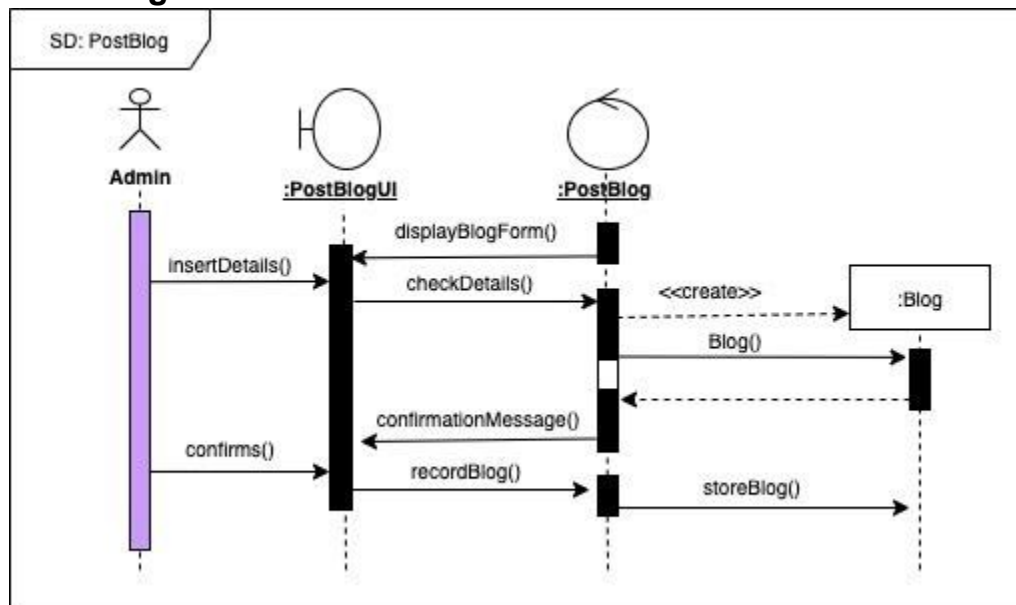 SD: PostBlog
Admin
:PostBlogUI
:PostBlog
displayBlogForm()
insertDetails()
checkDetails()
<<create>>
:Blog
Blog()
confirmationMessage()
confirms()
recordBlog()
storeBlog()